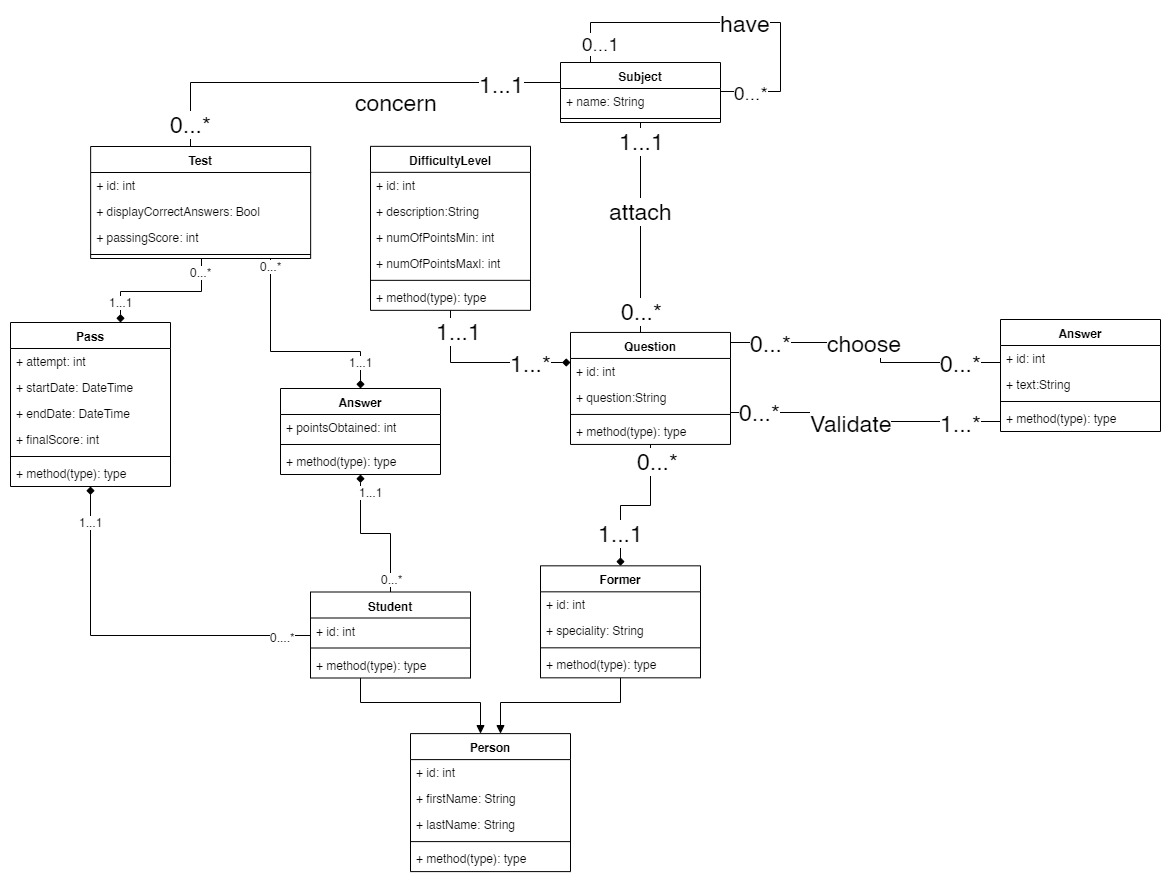 have
0...1
Subject
+ name: String
0...*
1...1
concern
0...*
1...1
attach
0...*
Test
+ id: int
+ displayCorrectAnswers: Bool
+ passingScore: int
0...*
0...*
DifficultyLevel
+ id: int
+ description:String
+ numOfPointsMin: int
+ numOfPointsMaxl: int
+ method(type): type
1...1
1...*
1...1
Pass
+ attempt: int
+ startDate: DateTime
+ endDate: DateTime
+ finalScore: int
+ method(type): type
1...1
1...1
Answer
+ pointsObtained: int
+ method(type): type
1...1
Question
+ id: int
+ question:String
+ method(type): type
0...*
choose
0...*
0...*
Validate
1...*
Answer
+ id: int
+ text:String
+ method(type): type
0...*
1...1
0...*
0....*
Student
+ id: int
+ method(type): type
Former
+ id: int
+ speciality: String
+ method(type): type
Person
+ id: int
+ firstName: String
+ lastName: String
+ method(type): type